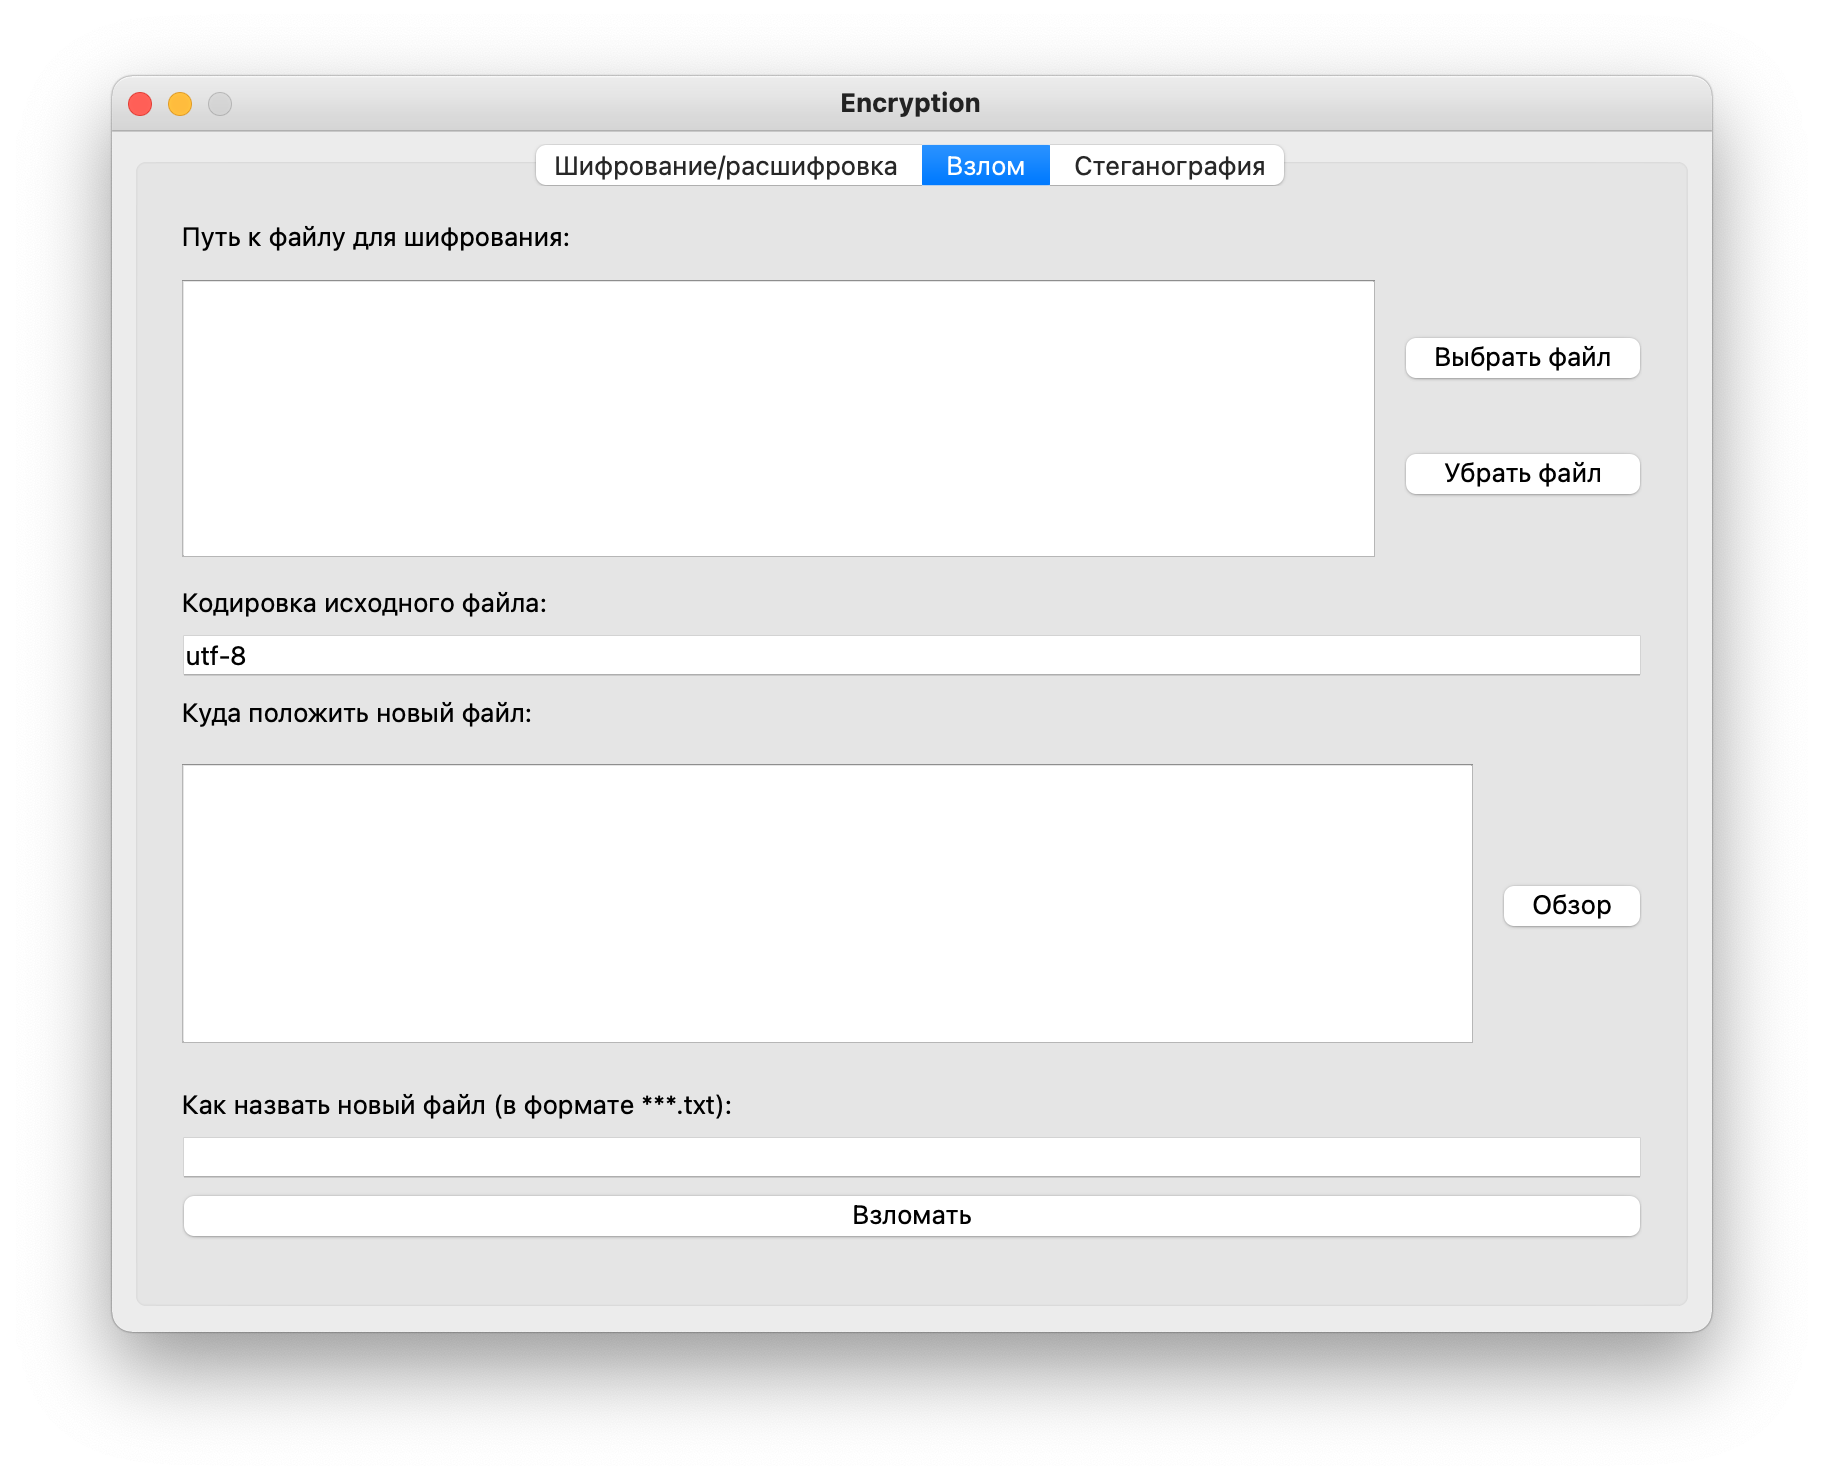 Encryption
Шифрование/расшифровка Взлом Стеганография
Путь к файлу для шифрования:
Выбрать файл
Убрать файл
Кодировка исходного файла:
utf-8
Куда положить новый файл:
Обзор
Как назвать новый файл (в формате ***.txt):
Взломать